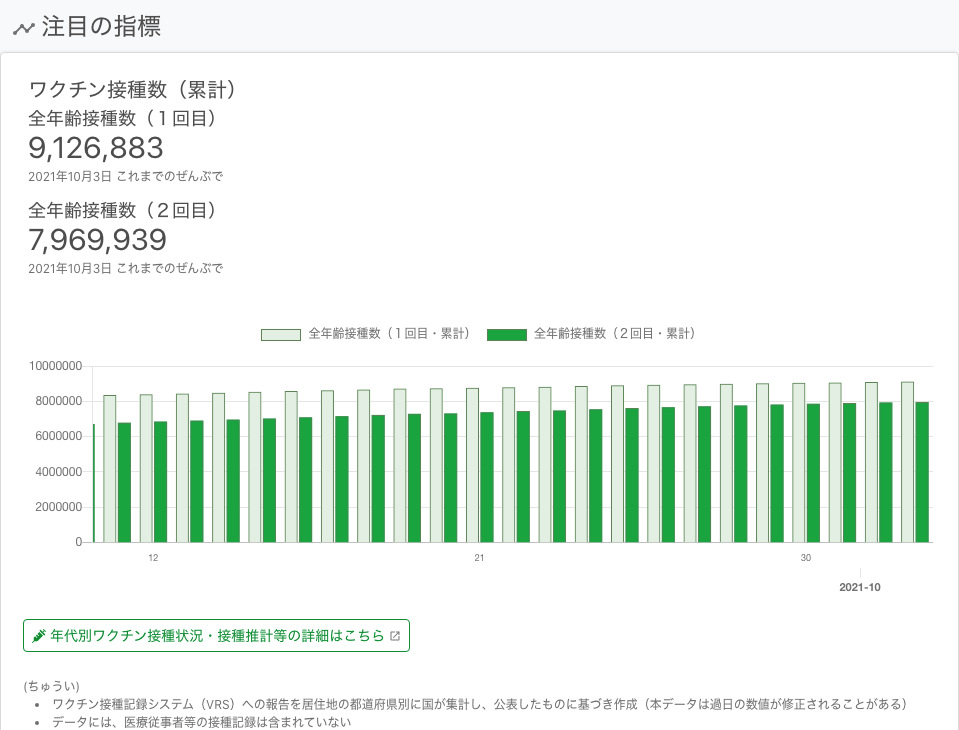 注目の指標
ワクチン接種数（累計）
全年齢接種数（１回目）
9,126,883
2021年10月3日 これまでのぜんぶで
全年齢接種数（２回目）
7,969,939
2021年10月3日 これまでのぜんぶで
全年齢接種数（１回目・累計） 全年齢接種数（２回目・累計）
10000000
8000000
6000000
4000000
2000000
0
12 21 30
2021-10
年代別ワクチン接種状況・接種推計等の詳細はこちら
(ちゅうい)
• ワクチン接種記録システム（VRS）への報告を居住地の都道府県別に国が集計し、公表したものに基づき作成（本データは過日の数値が修正されることがある）
• データには、医療従事者等の接種記録は含まれていない